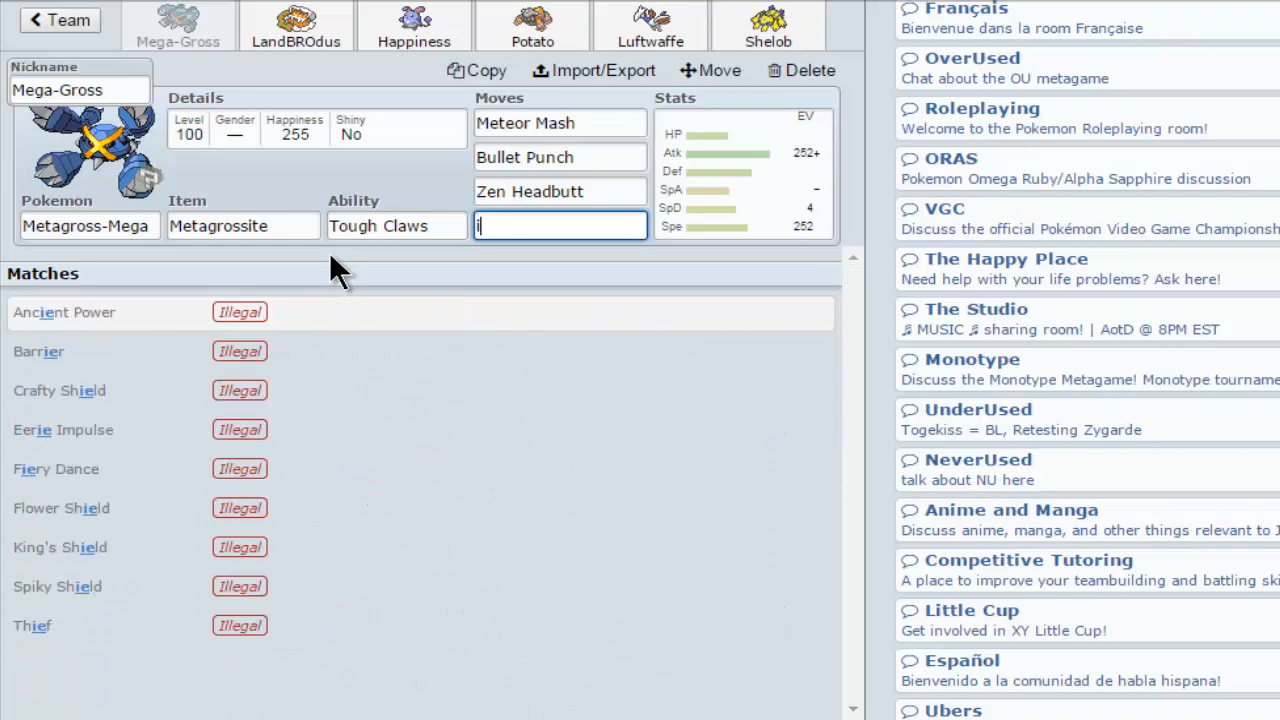 Team
Mega-Gross
LandBROdus
Happiness
Potato
Luftwaffe
Shelob
Nickname
Mega-Gross
Copy
Import/Export
Move
Delete
Details
Level
100
Gender
—
Happiness
255
Shiny
No
Pokemon
Metagross-Mega
Item
Metagrossite
Ability
Tough Claws
Moves
Meteor Mash
Bullet Punch
Zen Headbutt
i
Stats
EV
HP
Atk 252+
Def
SpA –
SpD 4
Spe 252
Matches
Ancient Power Illegal
Barrier Illegal
Crafty Shield Illegal
Eerie Impulse Illegal
Fiery Dance Illegal
Flower Shield Illegal
King's Shield Illegal
Spiky Shield Illegal
Thief Illegal
Français
Bienvenue dans la room Française
OverUsed
Chat about the OU metagame
Roleplaying
Welcome to the Pokemon Roleplaying room!
ORAS
Pokemon Omega Ruby/Alpha Sapphire discussion
VGC
Discuss the official Pokémon Video Game Championsh
The Happy Place
Need help with your life problems? Ask here!
The Studio
♫ MUSIC ♫ sharing room! | AotD @ 8PM EST
Monotype
Discuss the Monotype Metagame! Monotype tourname
UnderUsed
Togekiss = BL, Retesting Zygarde
NeverUsed
talk about NU here
Anime and Manga
Discuss anime, manga, and other things relevant to J
Competitive Tutoring
A place to improve your teambuilding and battling ski
Little Cup
Get involved in XY Little Cup!
Español
Bienvenido a la comunidad de habla hispana!
Ubers